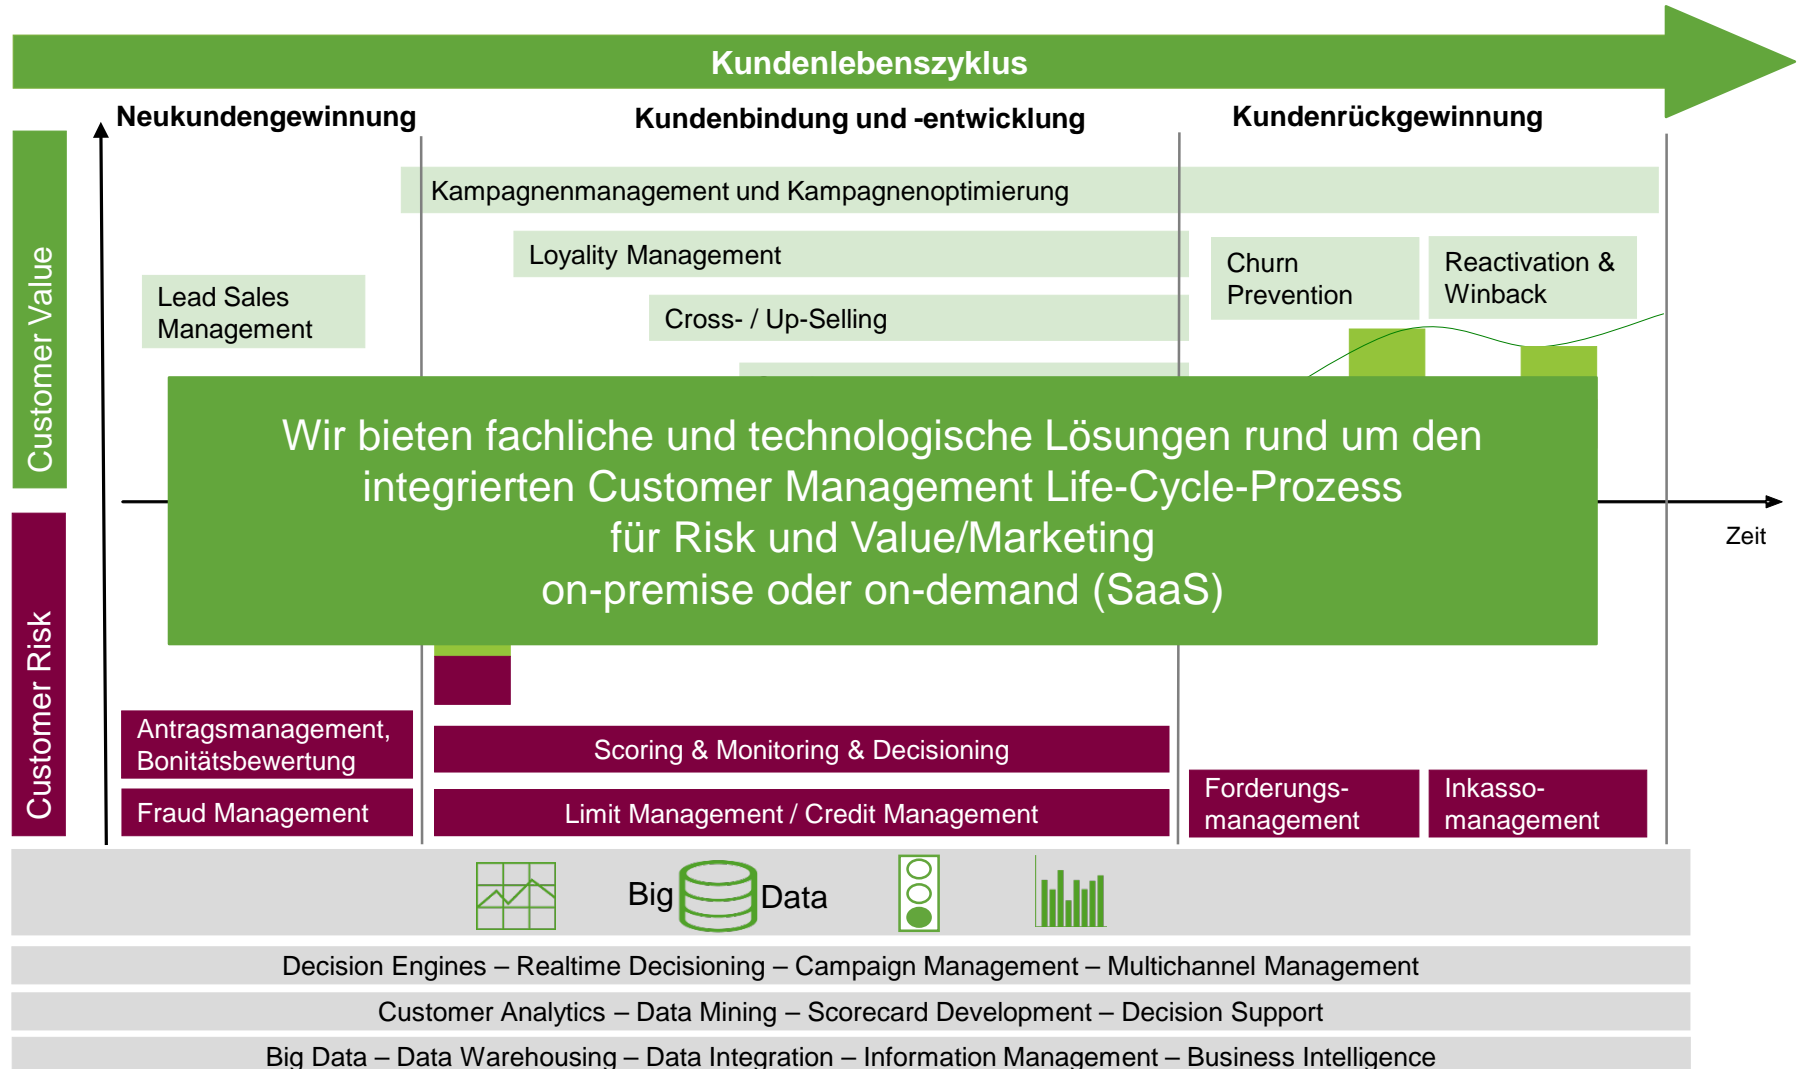 Kundenlebenszyklus
Neukundengewinnung
Kundenbindung und -entwicklung
Kundenrückgewinnung
Customer Value
Kampagnenmanagement und Kampagnenoptimierung
Loyality Management
Churn
Prevention
Reactivation &
Winback
Lead Sales
Management
Cross- / Up-Selling
Wir bieten fachliche und technologische Lösungen rund um den
integrierten Customer Management Life-Cycle-Prozess
für Risk und Value/Marketing
on-premise oder on-demand (SaaS)
Zeit
Customer Risk
Antragsmanagement,
Bonitätsbewertung
Scoring & Monitoring & Decisioning
Fraud Management
Limit Management / Credit Management
Forderungs-
management
Inkasso-
management
Big Data
Decision Engines – Realtime Decisioning – Campaign Management – Multichannel Management
Customer Analytics – Data Mining – Scorecard Development – Decision Support
Big Data – Data Warehousing – Data Integration – Information Management – Business Intelligence